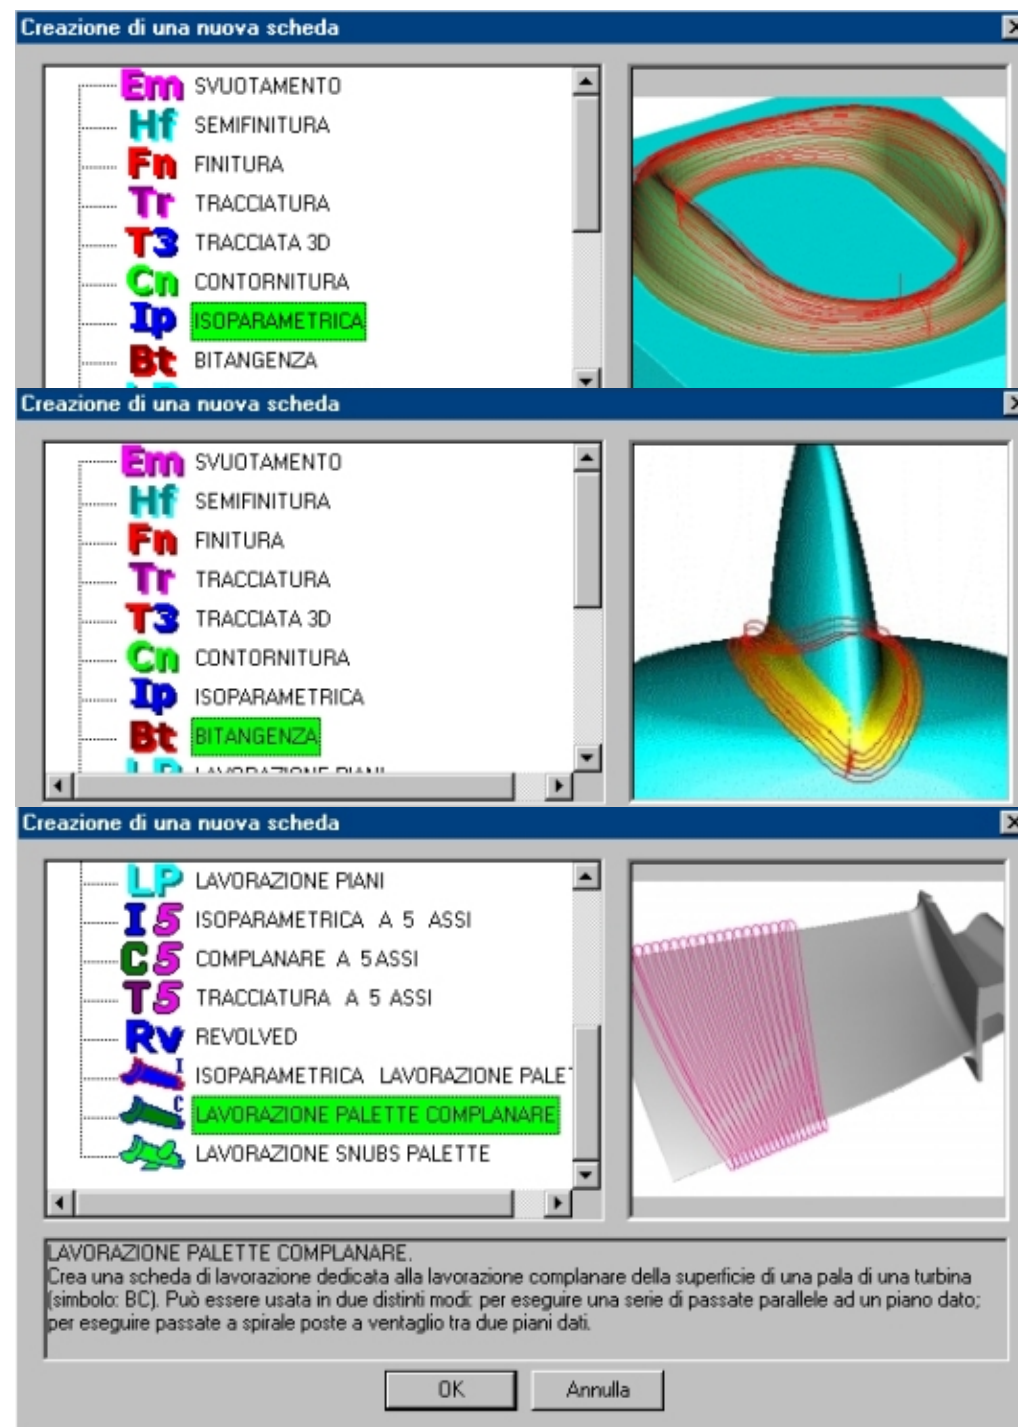 Creazione di una nuova scheda
Em SVUOTAMENTO
Hf SEMIFINITURA
Fn FINITURA
Tr TRACCIATURA
T3 TRACCIATA 3D
Cn CONTORNITURA
Ip ISOPARAMETRICA
Bt BITANGENZA
Creazione di una nuova scheda
Em SVUOTAMENTO
Hf SEMIFINITURA
Fn FINITURA
Tr TRACCIATURA
T3 TRACCIATA 3D
Cn CONTORNITURA
Ip ISOPARAMETRICA
Bt BITANGENZA
LP LAVORAZIONE PIANI
Creazione di una nuova scheda
LP LAVORAZIONE PIANI
I5 ISOPARAMETRICA A 5 ASSI
C5 COMPLANARE A 5 ASSI
T5 TRACCIATURA A 5 ASSI
Rv REVOLVED
I ISOPARAMETRICA LAVORAZIONE PALET
C LAVORAZIONE PALETTE COMPLANARE
LAVORAZIONE SNUBS PALETTE
LAVORAZIONE PALETTE COMPLANARE.
Crea una scheda di lavorazione dedicata alla lavorazione complanare della superficie di una pala di una turbina
(simbolo: BC). Può essere usata in due distinti modi: per eseguire una serie di passate parallele ad un piano dato;
per eseguire passate a spirale poste a ventaglio tra due piani dati.
OK Annulla